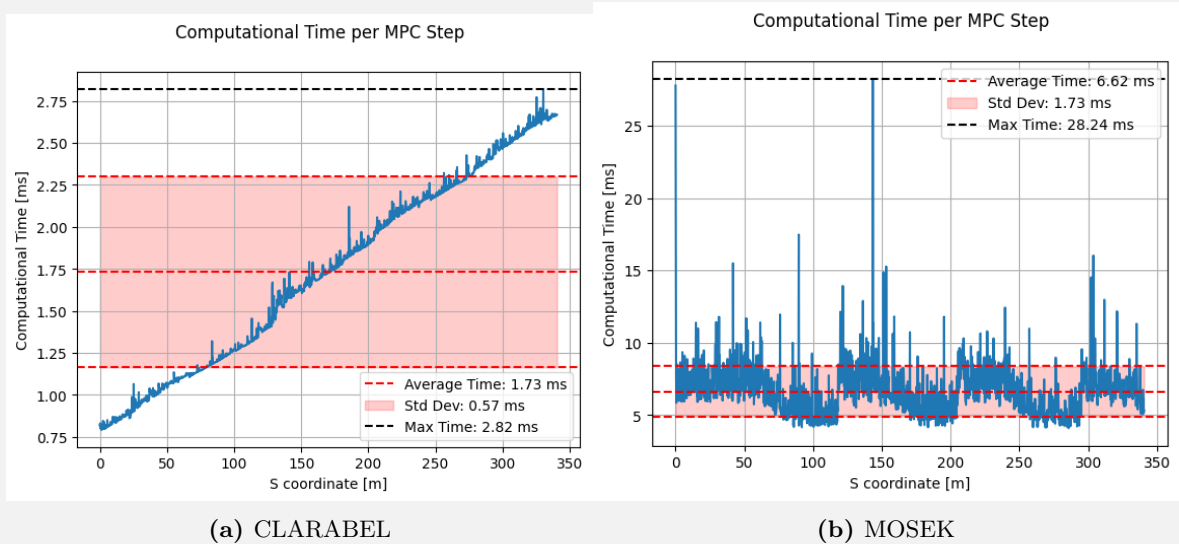 Computational Time per MPC Step
Computational Time [ms]
2.75
2.50
2.25
2.00
1.75
1.50
1.25
1.00
0.75
Average Time: 1.73 ms
Std Dev: 0.57 ms
Max Time: 2.82 ms
0 50 100 150 200 250 300 350
S coordinate [m]
(a) CLARABEL
Computational Time per MPC Step
Computational Time [ms]
Average Time: 6.62 ms
Std Dev: 1.73 ms
Max Time: 28.24 ms
25
20
15
10
5
0 50 100 150 200 250 300 350
S coordinate [m]
(b) MOSEK